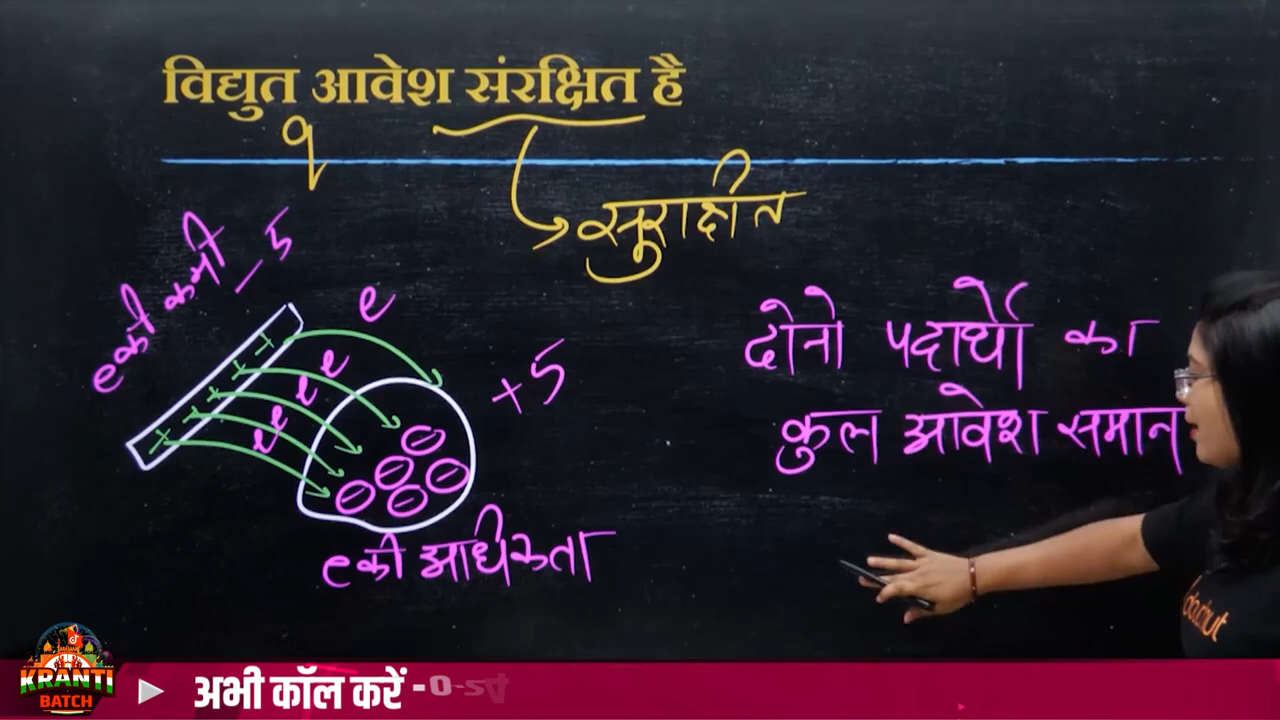 विद्युत आवेश संरक्षित है
q
सुरक्षित
e की कमी - 5
e
e
e
e
e
+ 5
e की अधिकता
दोनो पदार्थो का
कुल आवेश समान
KRANTI
BATCH
अभी कॉल करें -